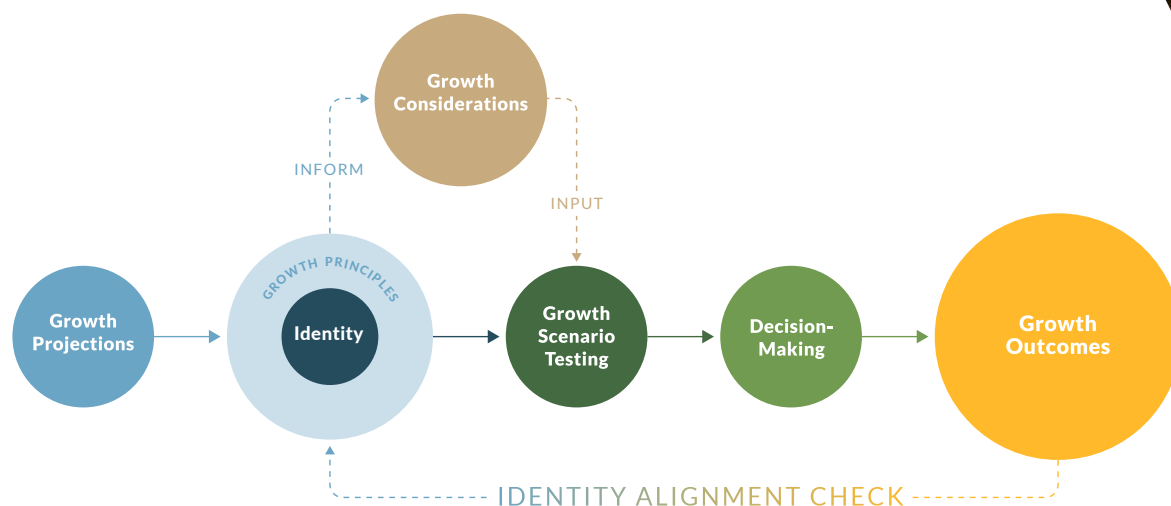 Growth
Considerations
INFORM
INPUT
GROWTH PRINCIPLES
Identity
Growth
Projections
Growth
Scenario
Testing
Decision-
Making
Growth
Outcomes
IDENTITY ALIGNMENT CHECK